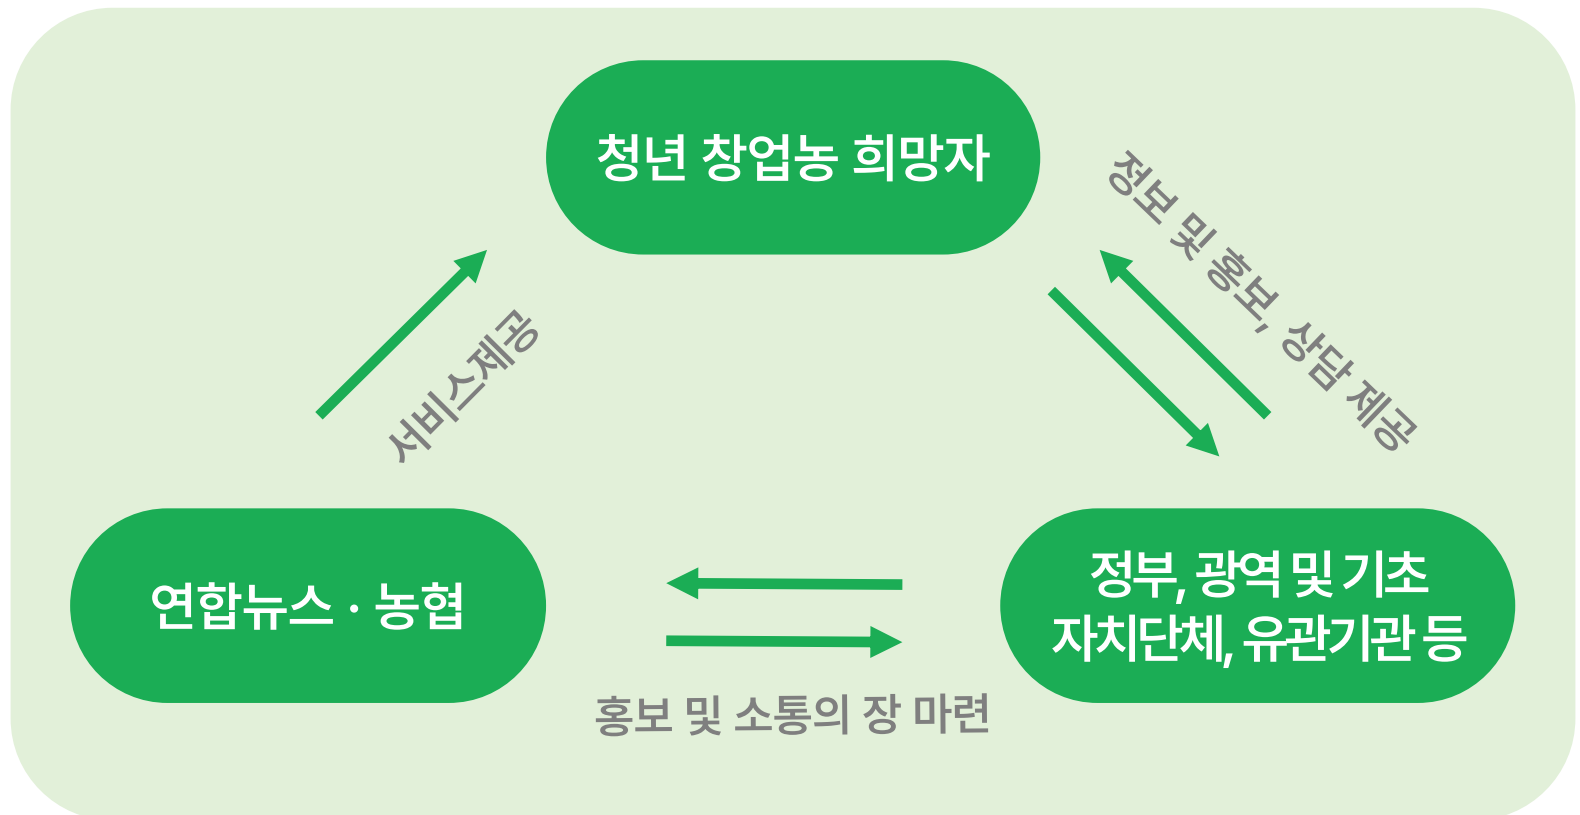 청년 창업농 희망자
정보 및 홍보, 상담 제공
서비스제공
연합뉴스 · 농협
정부, 광역 및 기초
자치단체, 유관기관 등
홍보 및 소통의 장 마련